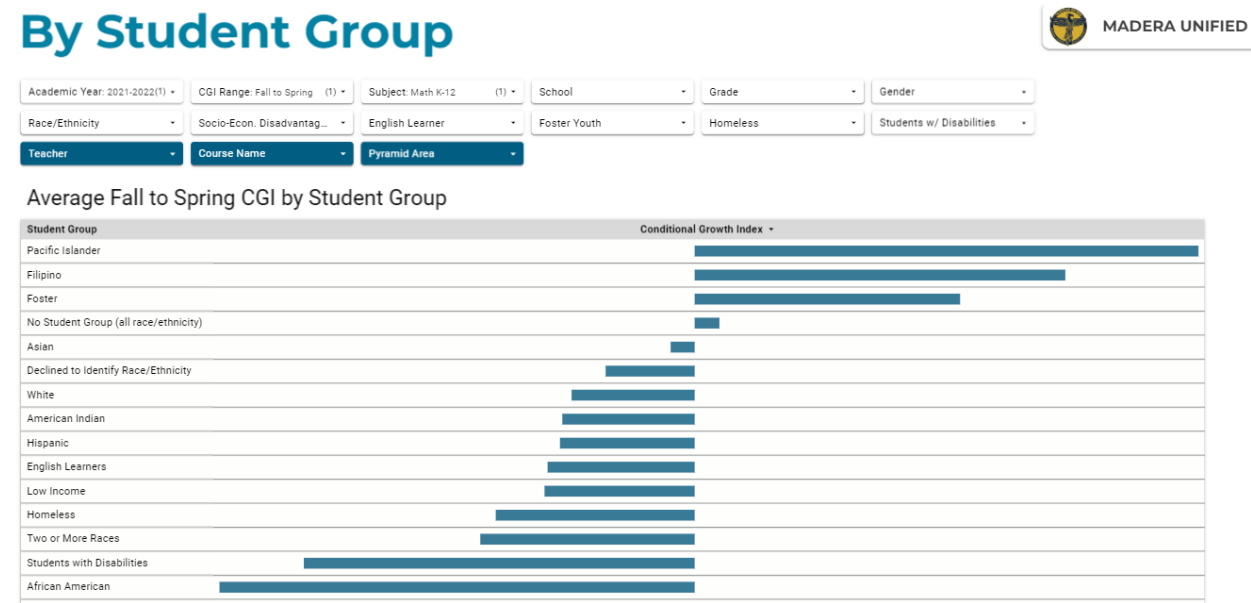 By Student Group
MADERA UNIFIED
Academic Year: 2021-2022 (1)
CGI Range: Fall to Spring (1)
Subject: Math K-12 (1)
School
Grade
Gender
Race/Ethnicity
Socio-Econ. Disadvantag...
English Learner
Foster Youth
Homeless
Students w/ Disabilities
Teacher
Course Name
Pyramid Area
Average Fall to Spring CGI by Student Group
Student Group
Conditional Growth Index
Pacific Islander
Filipino
Foster
No Student Group (all race/ethnicity)
Asian
Declined to Identify Race/Ethnicity
White
American Indian
Hispanic
English Learners
Low Income
Homeless
Two or More Races
Students with Disabilities
African American